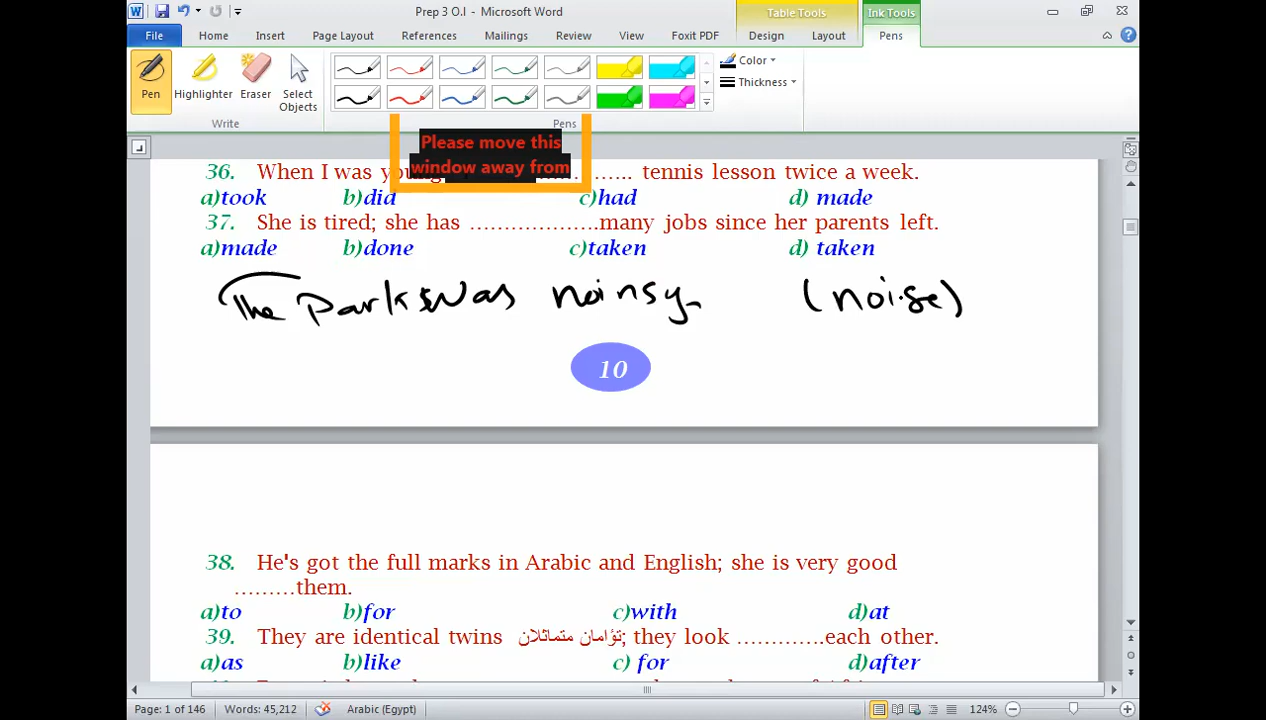 Prep 3 O.I - Microsoft Word
Table Tools
Ink Tools
File Home Insert Page Layout References Mailings Review View Foxit PDF Design Layout Pens
Pen Highlighter Eraser Select Objects
Color
Thickness
Write
Pens
Please move this
window away from
36. When I was young ……….. tennis lesson twice a week.
a)took b)did c)had d) made
37. She is tired; she has ……………….many jobs since her parents left.
a)made b)done c)taken d) taken
The Park was noinsy. (noise)
10
38. He's got the full marks in Arabic and English; she is very good
………them.
a)to b)for c)with d)at
39. They are identical twins تؤامان متماثلان; they look ………….each other.
a)as b)like c) for d)after
Page: 1 of 146 Words: 45,212 Arabic (Egypt) 124%